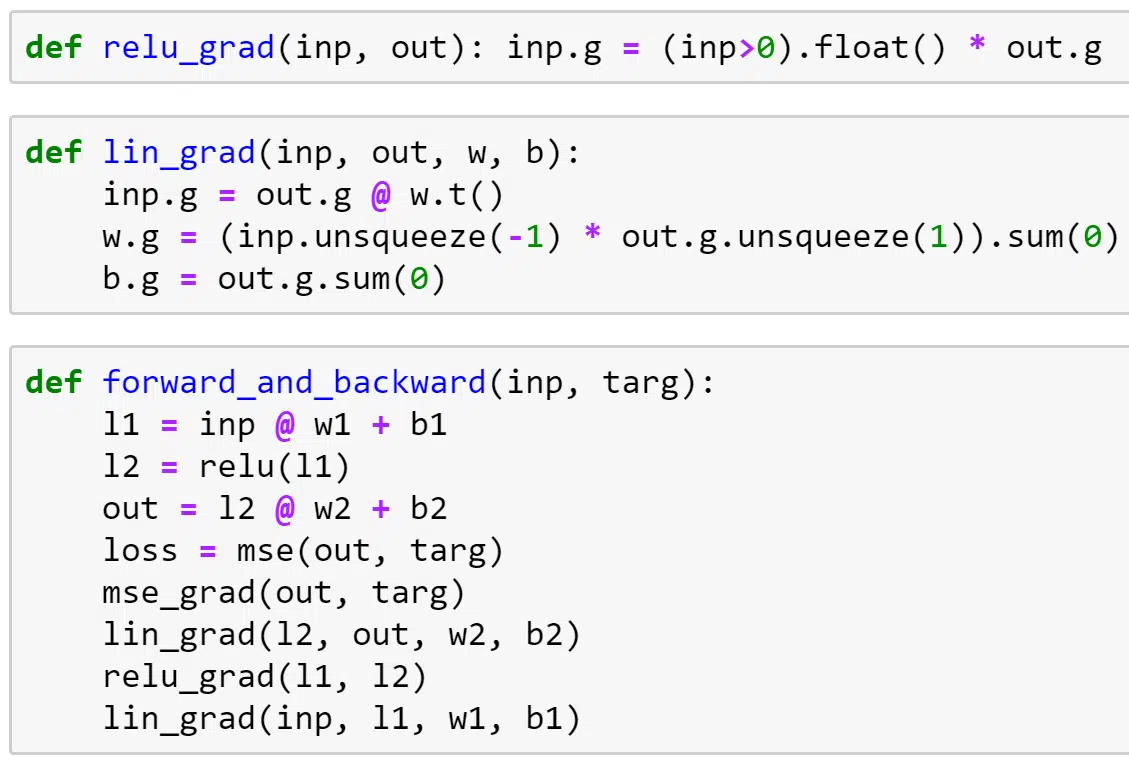 def relu_grad(inp, out): inp.g = (inp>0).float() * out.g
def lin_grad(inp, out, w, b):
    inp.g = out.g @ w.t()
    w.g = (inp.unsqueeze(-1) * out.g.unsqueeze(1)).sum(0)
    b.g = out.g.sum(0)
def forward_and_backward(inp, targ):
    l1 = inp @ w1 + b1
    l2 = relu(l1)
    out = l2 @ w2 + b2
    loss = mse(out, targ)
    mse_grad(out, targ)
    lin_grad(l2, out, w2, b2)
    relu_grad(l1, l2)
    lin_grad(inp, l1, w1, b1)